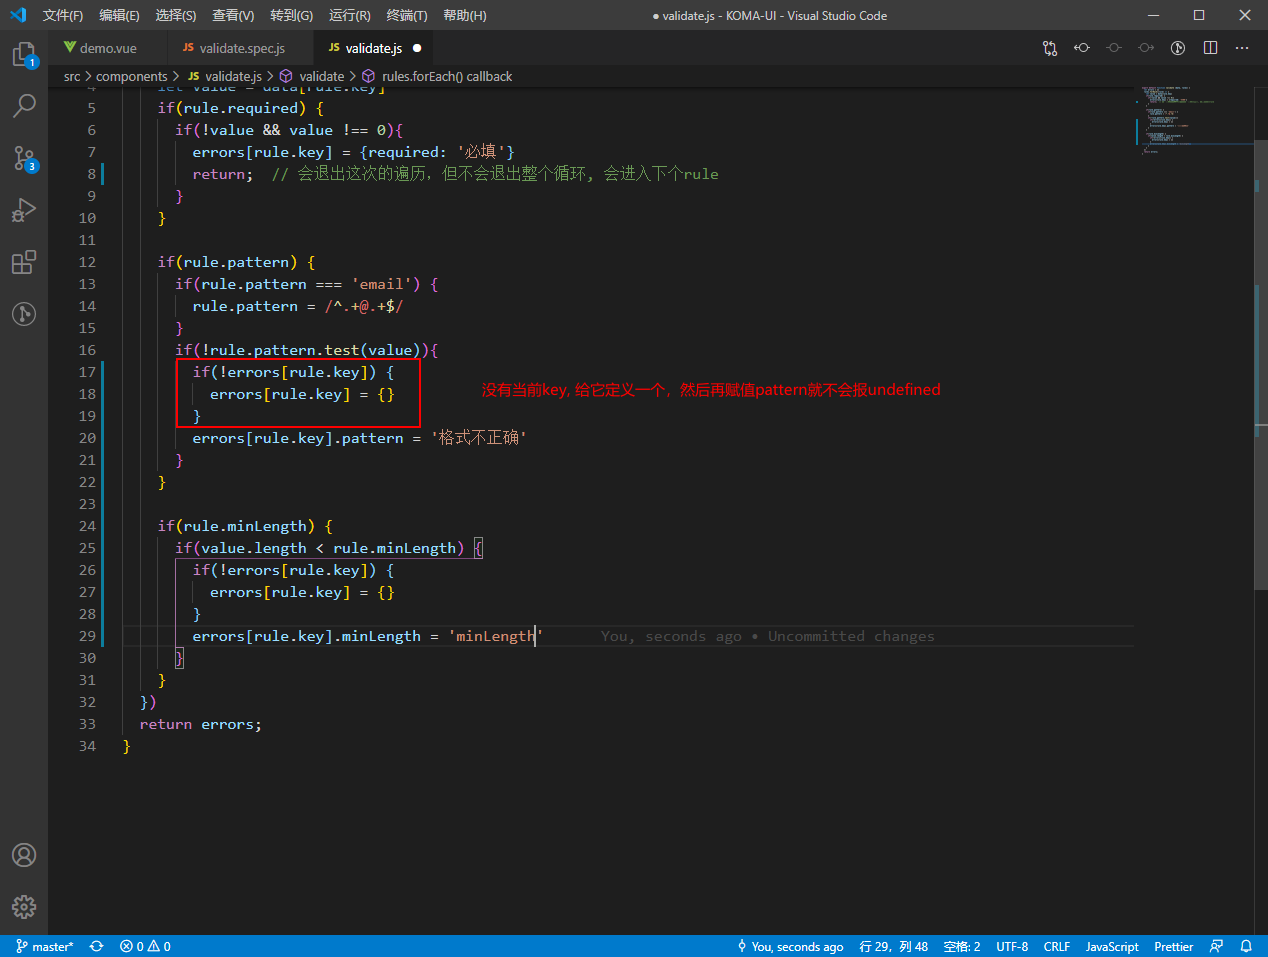 文件(F) 编辑(E) 选择(S) 查看(V) 转到(G) 运行(R) 终端(T) 帮助(H) ● validate.js - KOMA-UI - Visual Studio Code
demo.vue JS validate.spec.js JS validate.js ●
src > components > JS validate.js > validate > rules.forEach() callback
4 let value = data[rule.key]
5 if(rule.required) {
6 if(!value && value !== 0){
7 errors[rule.key] = {required: '必填'}
8 return; // 会退出这次的遍历，但不会退出整个循环, 会进入下个rule
9 }
10 }
11
12 if(rule.pattern) {
13 if(rule.pattern === 'email') {
14 rule.pattern = /^.+@.+$/
15 }
16 if(!rule.pattern.test(value)){
17 if(!errors[rule.key]) {
18 errors[rule.key] = {}
没有当前key, 给它定义一个，然后再赋值pattern就不会报undefined
19 }
20 errors[rule.key].pattern = '格式不正确'
21 }
22 }
23
24 if(rule.minLength) {
25 if(value.length < rule.minLength) {
26 if(!errors[rule.key]) {
27 errors[rule.key] = {}
28 }
29 errors[rule.key].minLength = 'minLength' You, seconds ago • Uncommitted changes
30 }
31 }
32 })
33 return errors;
34 }
1
3
master* 0 0 You, seconds ago 行 29，列 48 空格: 2 UTF-8 CRLF JavaScript Prettier